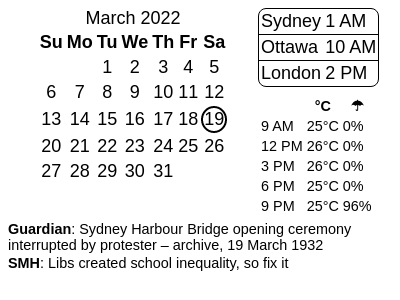 March 2022
Su Mo Tu We Th Fr Sa
1 2 3 4 5
6 7 8 9 10 11 12
13 14 15 16 17 18 19
20 21 22 23 24 25 26
27 28 29 30 31
Sydney 1 AM
Ottawa 10 AM
London 2 PM
°C ☂
9 AM 25°C 0%
12 PM 26°C 0%
3 PM 26°C 0%
6 PM 25°C 0%
9 PM 25°C 96%
Guardian: Sydney Harbour Bridge opening ceremony
interrupted by protester – archive, 19 March 1932
SMH: Libs created school inequality, so fix it